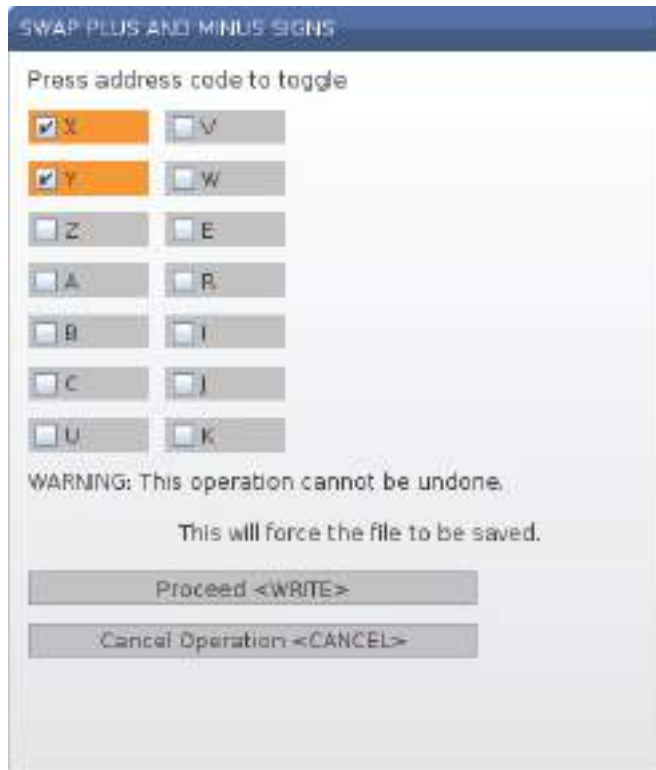 SWAP PLUS AND MINUS SIGNS
Press address code to toggle
X V
Y W
Z E
A R
B I
C J
U K
WARNING: This operation cannot be undone.
This will force the file to be saved.
Proceed <WRITE>
Cancel Operation <CANCEL>